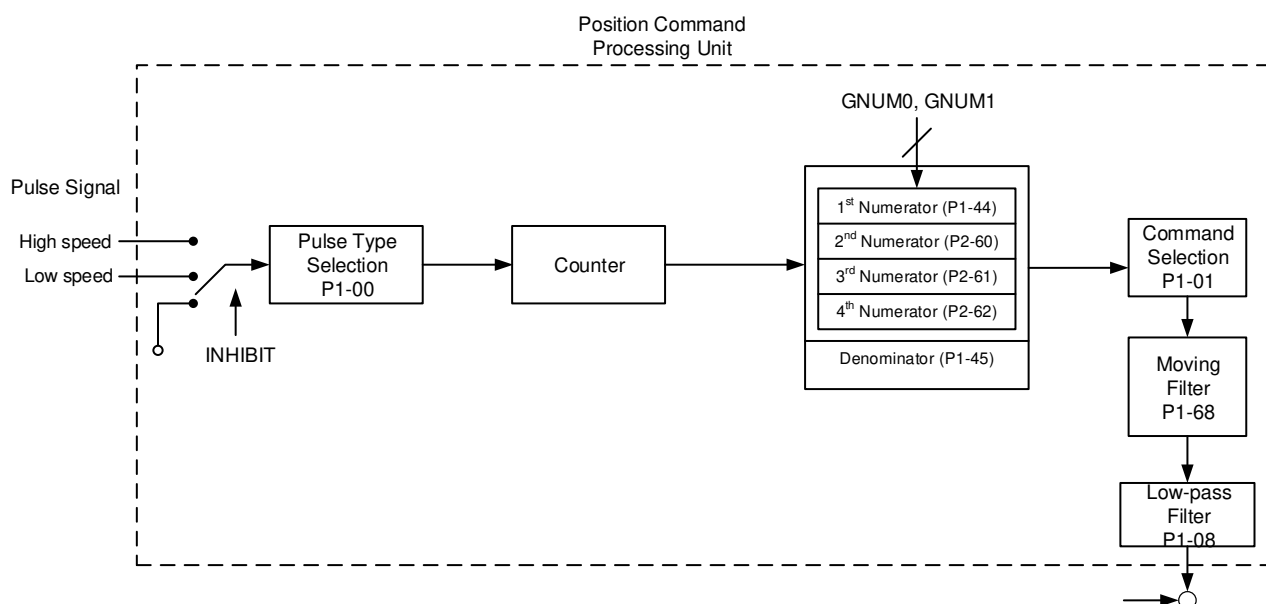 Position Command
Processing Unit
GNUM0, GNUM1
Pulse Signal
High speed
Low speed
INHIBIT
Pulse Type
Selection
P1-00
Counter
1st Numerator (P1-44)
2nd Numerator (P2-60)
3rd Numerator (P2-61)
4th Numerator (P2-62)
Denominator (P1-45)
Command
Selection
P1-01
Moving
Filter
P1-68
Low-pass
Filter
P1-08